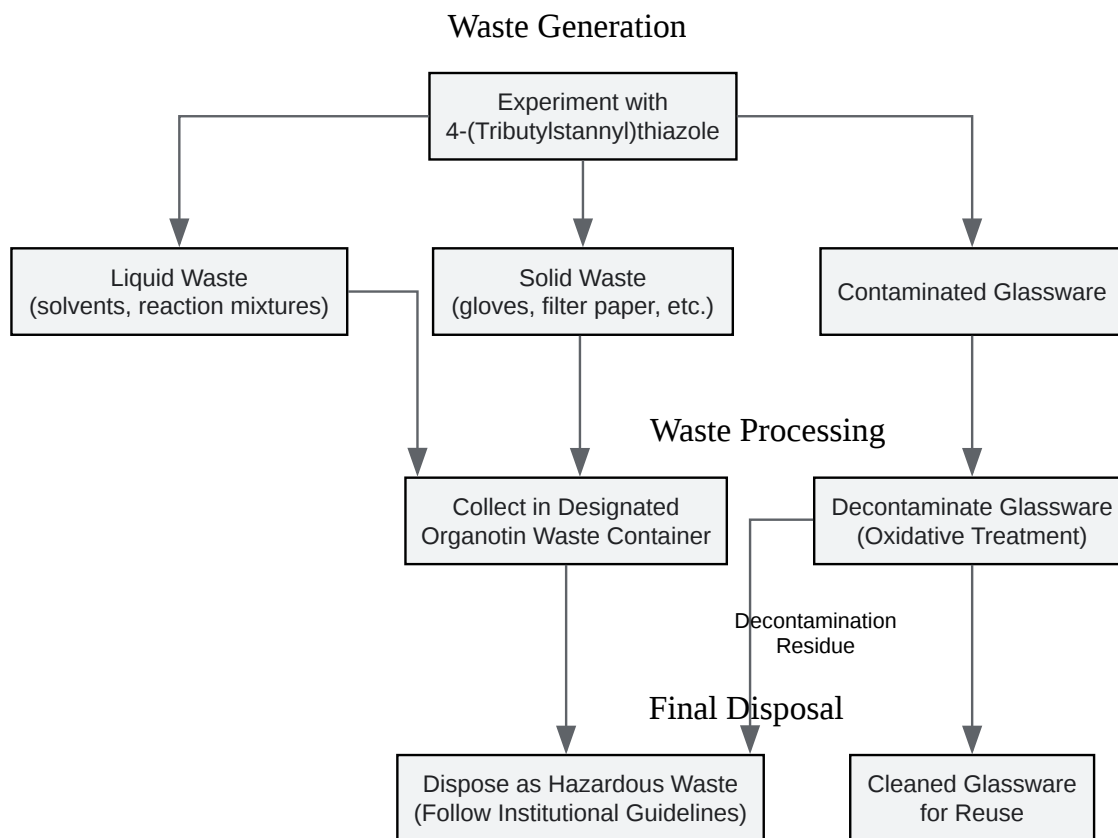 Waste Generation
Experiment with
4-(Tributylstannyl)thiazole
Liquid Waste
(solvents, reaction mixtures)
Solid Waste
(gloves, filter paper, etc.)
Contaminated Glassware
Waste Processing
Collect in Designated
Organotin Waste Container
Decontaminate Glassware
(Oxidative Treatment)
Decontamination
Residue
Final Disposal
Dispose as Hazardous Waste
(Follow Institutional Guidelines)
Cleaned Glassware
for Reuse